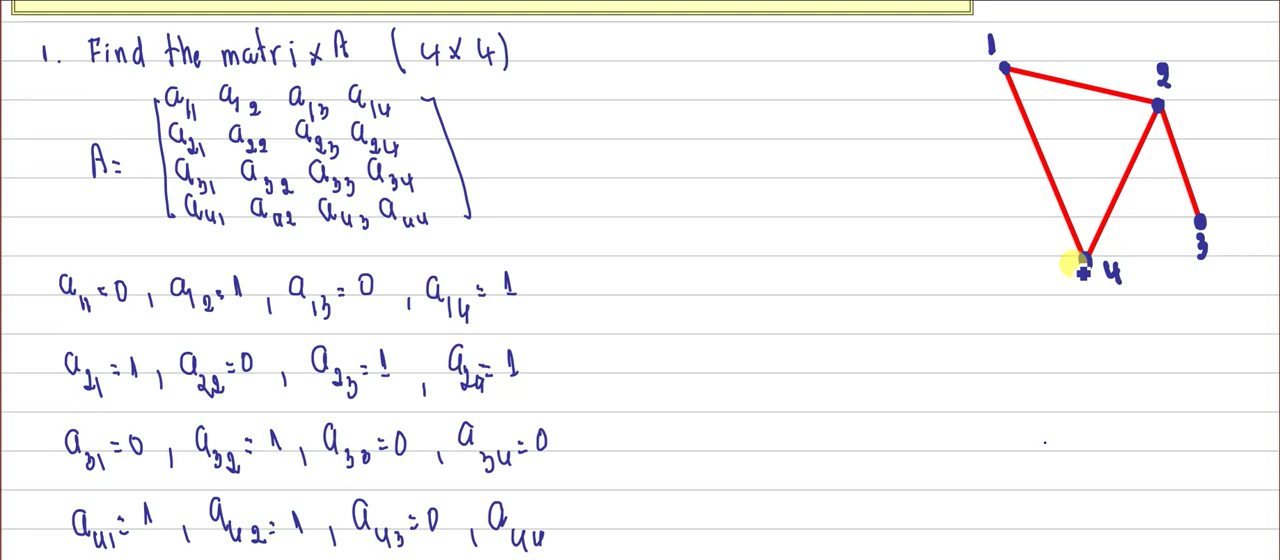 1. Find the matrix A (4×4)
a11 a12 a13 a14
a21 a22 a23 a24
A= a31 a32 a33 a34
a41 a42 a43 a44
a11=0, a12=1, a13=0, a14=1
a21=1, a22=0, a23=1, a24=1
a31=0, a32=1, a33=0, a34=0
a41=1, a42=1, a43=0, a44
1
2
3
4